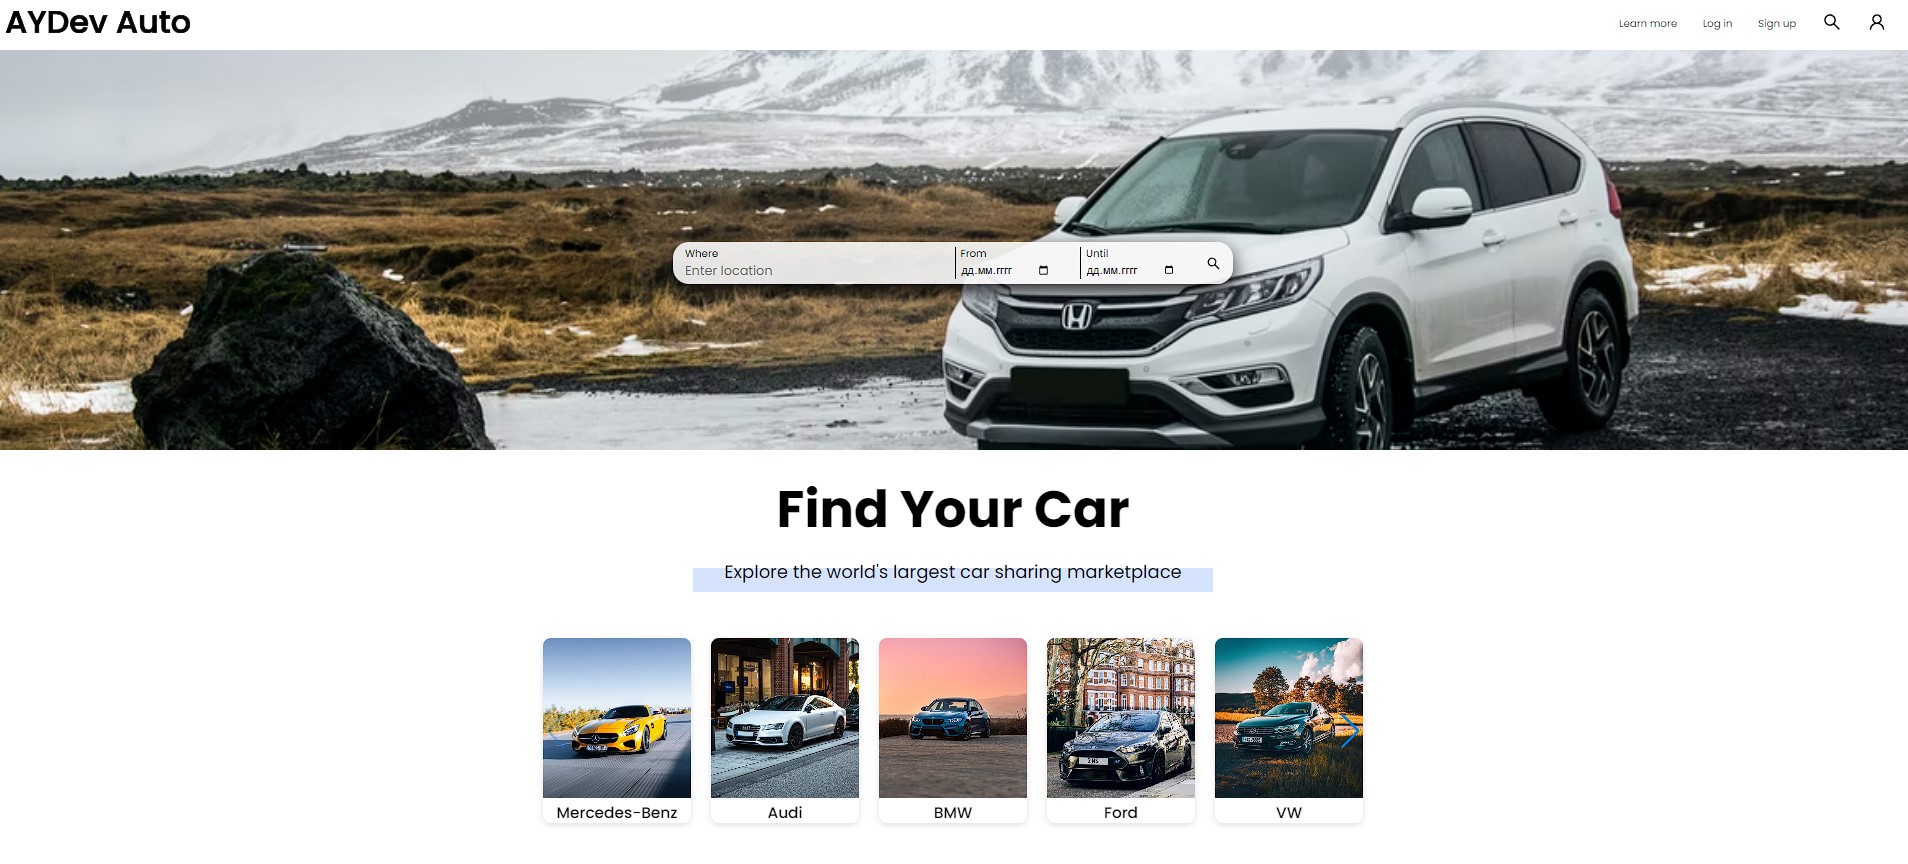 AYDev Auto
Learn more Log in Sign up
Where From Until
Enter location дд.мм.гггг дд.мм.гггг
Find Your Car
Explore the world's largest car sharing marketplace
Mercedes-Benz Audi BMW Ford VW